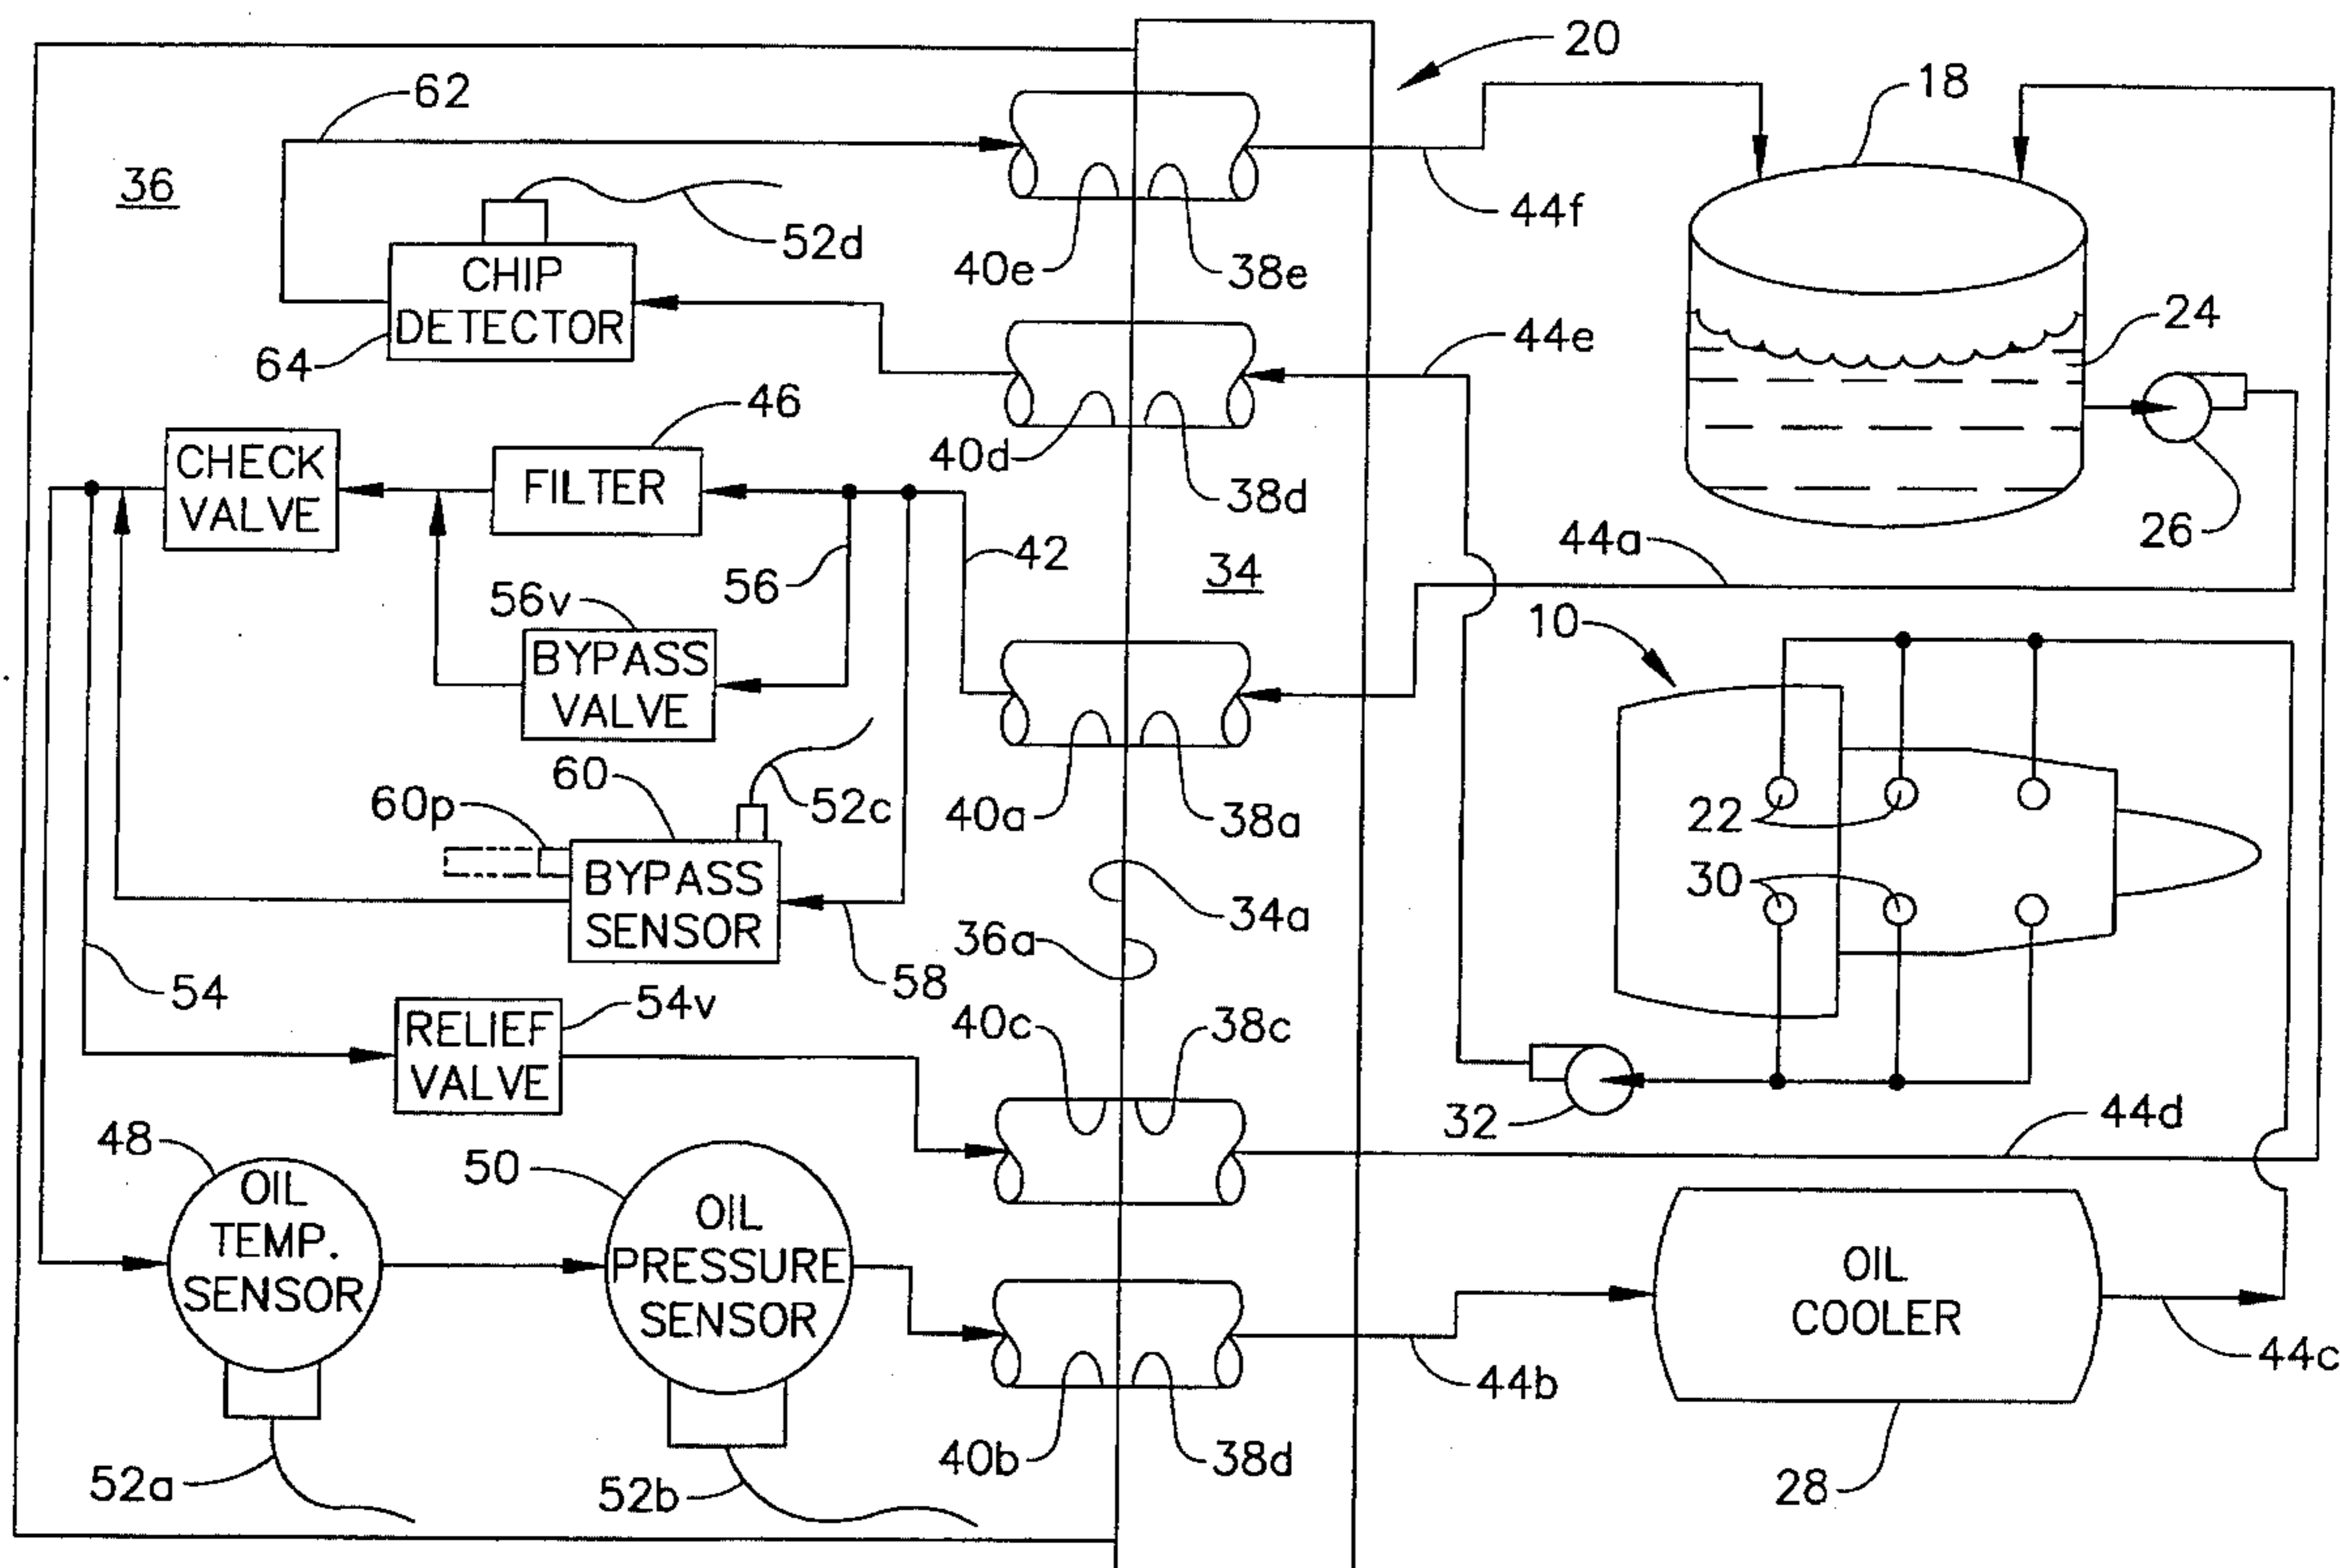 20
62
18
36
52d
44f
CHIP
DETECTOR
40e
38e
64
44e
24
46
CHECK
VALVE
FILTER
40d
38d
26
42
44a
56
34
56v
10
BYPASS
VALVE
60
60p
52c
40a
38a
22
BYPASS
SENSOR
30
34a
36a
54
58
54v
40c
38c
RELIEF
VALVE
32
44d
48
50
OIL
TEMP.
SENSOR
OIL
PRESSURE
SENSOR
OIL
COOLER
44c
44b
40b
38d
52a
52b
28